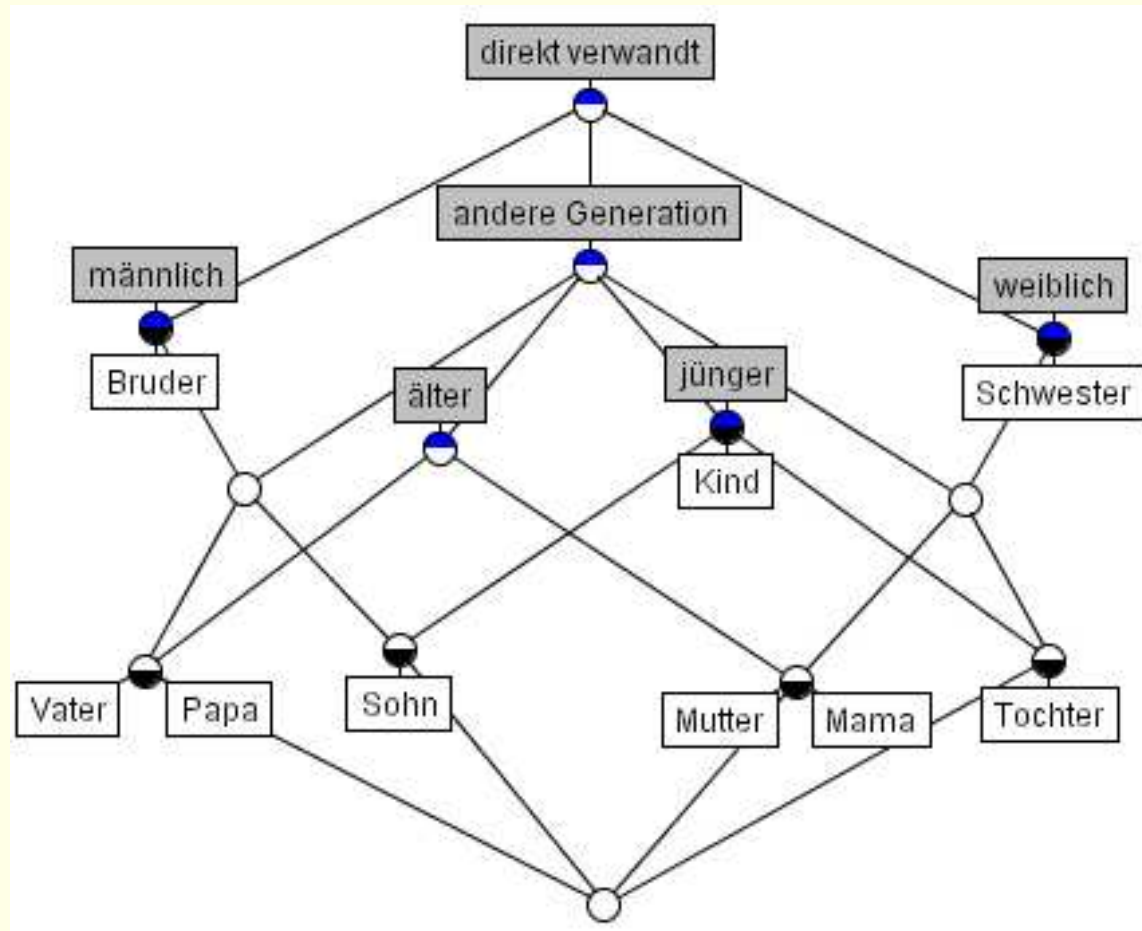 direkt verwandt
andere Generation
männlich
weiblich
Bruder
älter
jünger
Schwester
Kind
Vater
Papa
Sohn
Mutter
Mama
Tochter